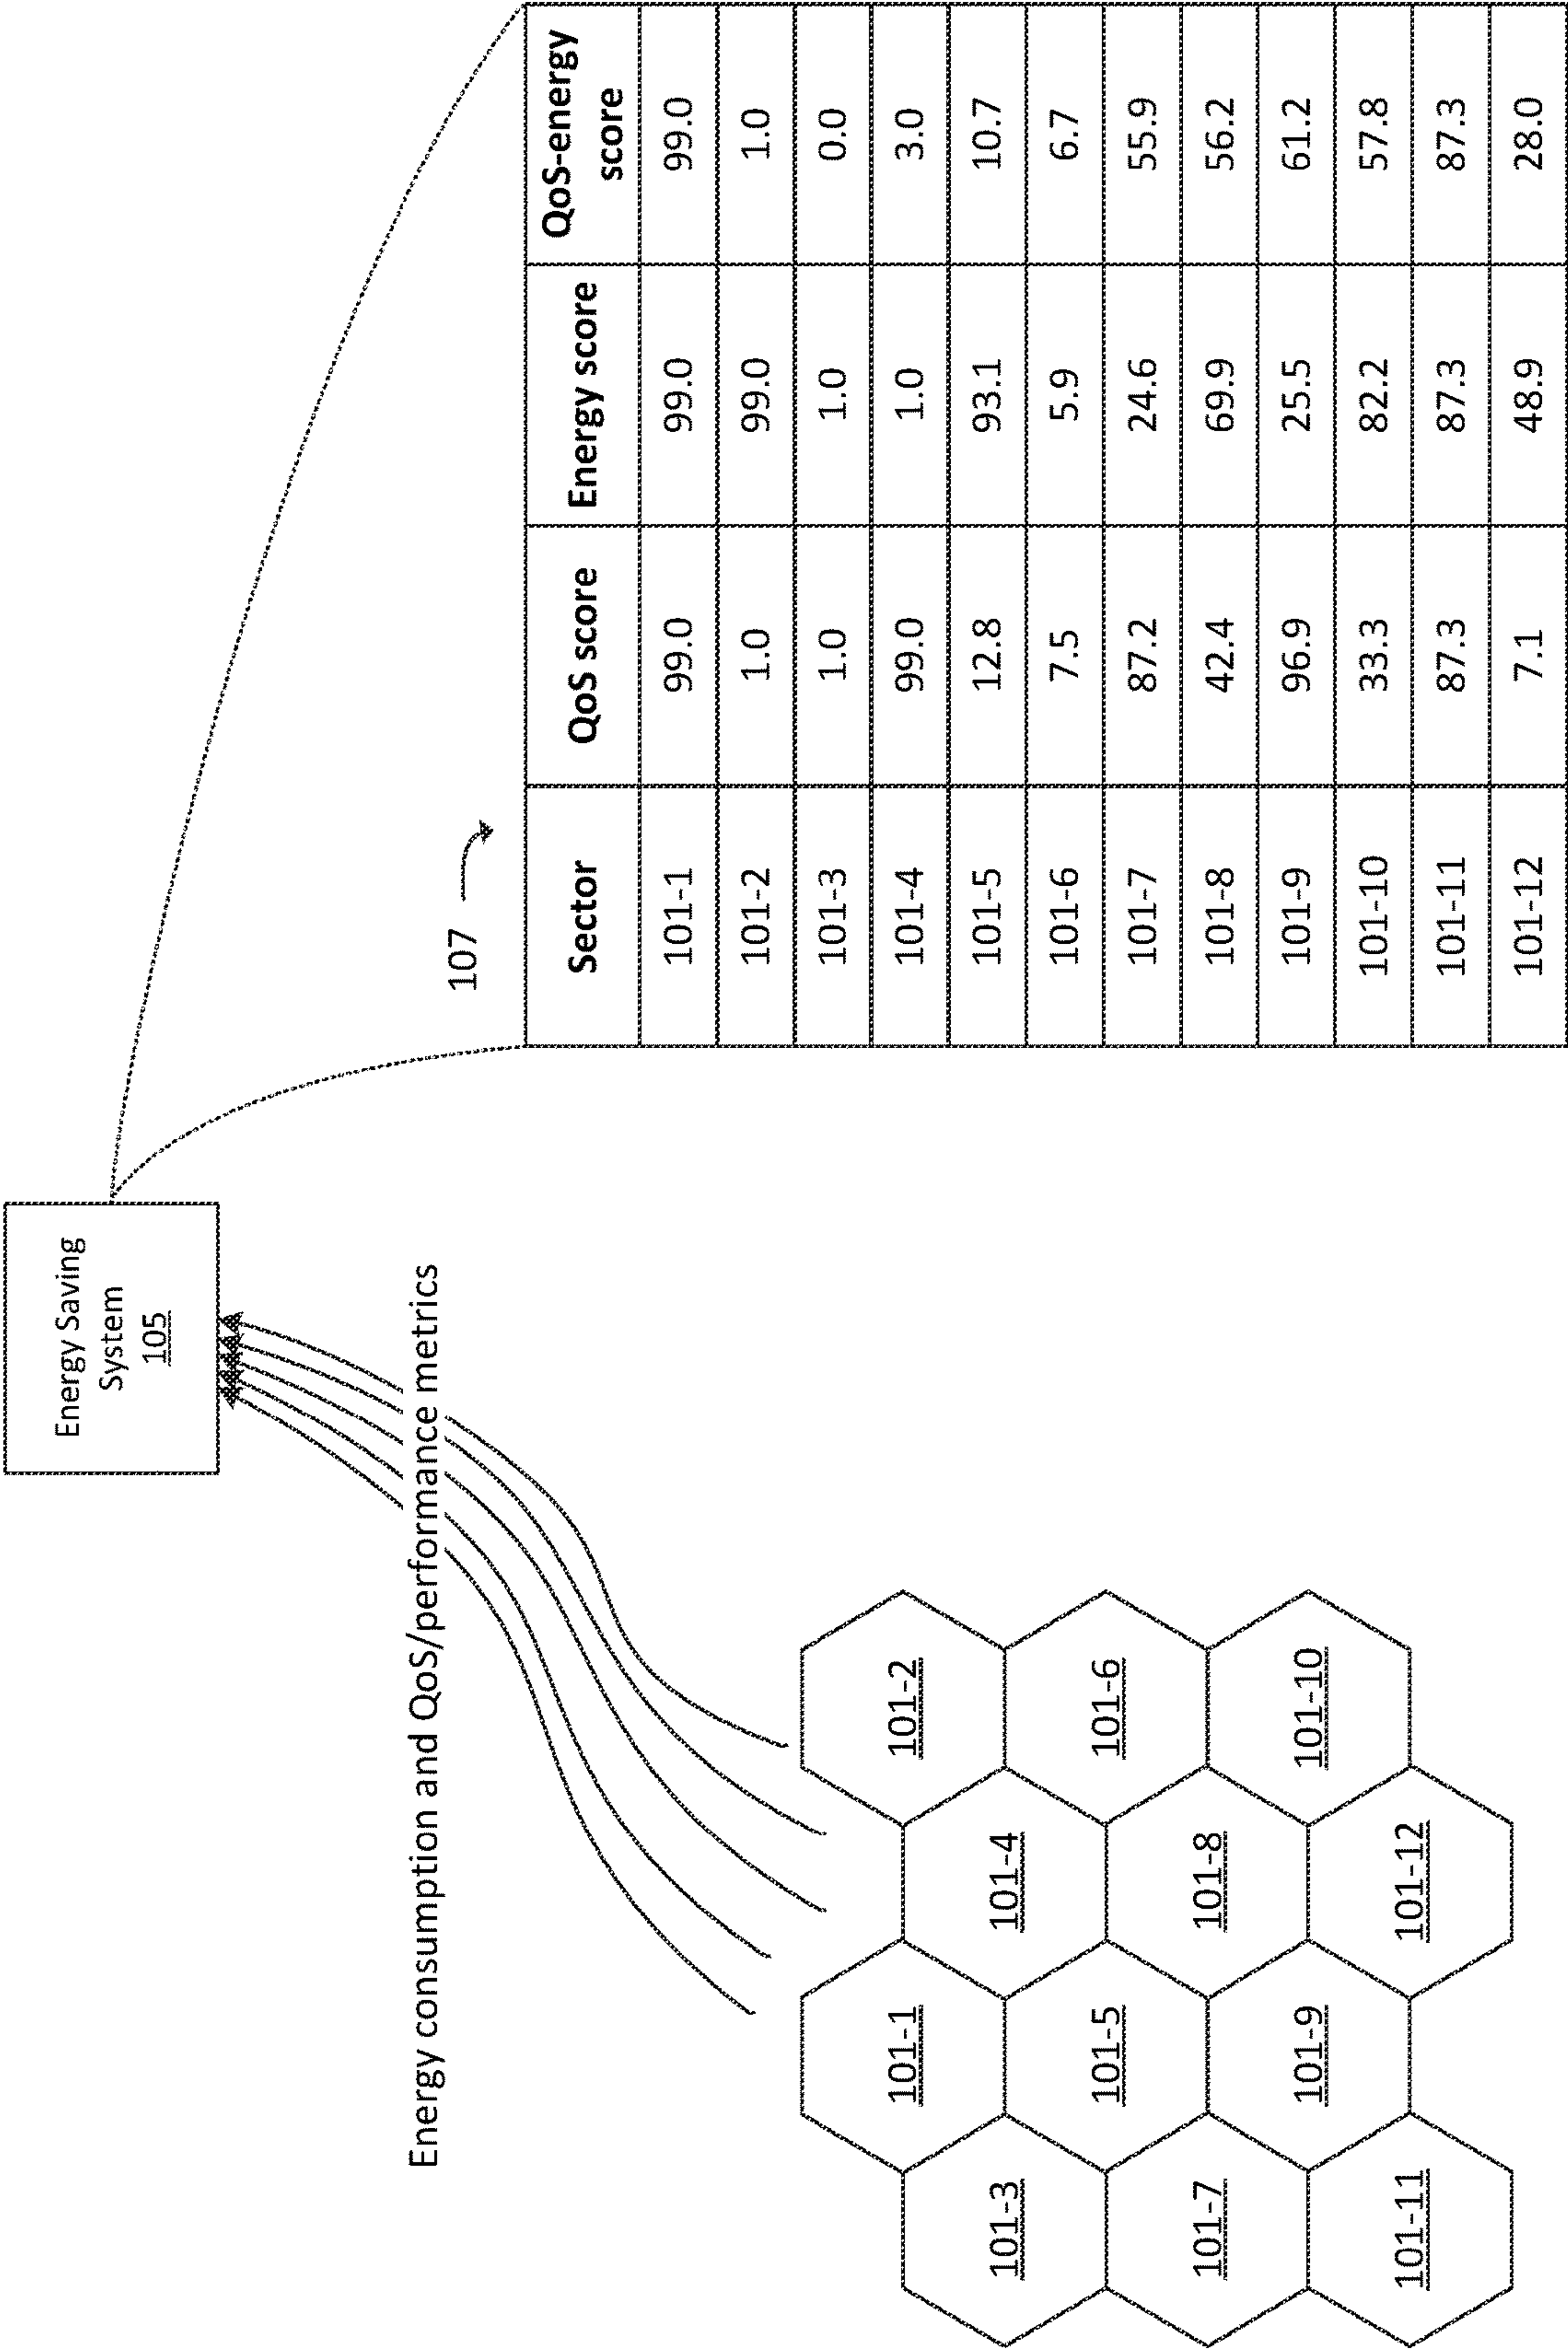 Energy Saving
System
105
Energy consumption and QoS/performance metrics
101-1
101-2
101-3
101-4
101-5
101-6
101-7
101-8
101-9
101-10
101-11
101-12
107
Sector QoS score Energy score QoS-energy score
101-1 99.0 99.0 99.0
101-2 1.0 99.0 1.0
101-3 1.0 1.0 0.0
101-4 99.0 1.0 3.0
101-5 12.8 93.1 10.7
101-6 7.5 5.9 6.7
101-7 87.2 24.6 55.9
101-8 42.4 69.9 56.2
101-9 96.9 25.5 61.2
101-10 33.3 82.2 57.8
101-11 87.3 87.3 87.3
101-12 7.1 48.9 28.0